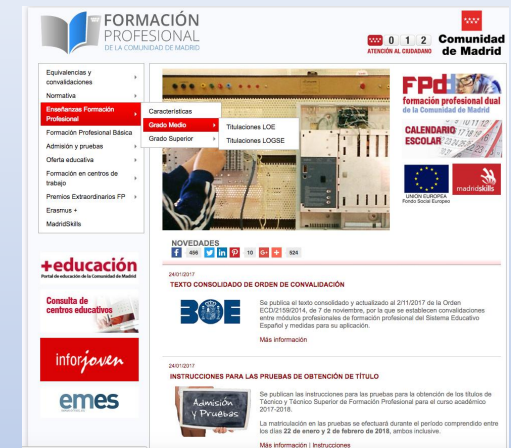 FORMACIÓN
PROFESIONAL
DE LA COMUNIDAD DE MADRID
0 1 2
ATENCIÓN AL CIUDADANO
Comunidad
de Madrid
Equivalencias y
convalidaciones
Normativa
Enseñanzas Formación
Profesional
Formación Profesional Básica
Admisión y pruebas
Oferta educativa
Formación en centros de
trabajo
Premios Extraordinarios FP
Erasmus +
MadridSkills
Características
Grado Medio
Grado Superior
Titulaciones LOE
Titulaciones LOGSE
FPd
formación profesional dual
de la Comunidad de Madrid
CALENDARIO
ESCOLAR
UNIÓN EUROPEA
Fondo Social Europeo
madridskills
+educación
Portal de educación de la Comunidad de Madrid
Consulta de
centros educativos
inforjoven
emes
NOVEDADES
456
10
524
24/01/2017
TEXTO CONSOLIDADO DE ORDEN DE CONVALIDACIÓN
BOE
Se publica el texto consolidado y actualizado al 2/11/2017 de la Orden
ECD/2159/2014, de 7 de noviembre, por la que se establecen convalidaciones
entre módulos profesionales de formación profesional del Sistema Educativo
Español y medidas para su aplicación.
Más información
24/01/2017
INSTRUCCIONES PARA LAS PRUEBAS DE OBTENCIÓN DE TÍTULO
Admisión
y Pruebas
Se publican las instrucciones para las pruebas para la obtención de los títulos de
Técnico y Técnico Superior de Formación Profesional para el curso académico
2017-2018.
La matriculación en las pruebas se efectuará durante el período comprendido entre
los días 22 de enero y 2 de febrero de 2018, ambos inclusive.
Más información | Instrucciones